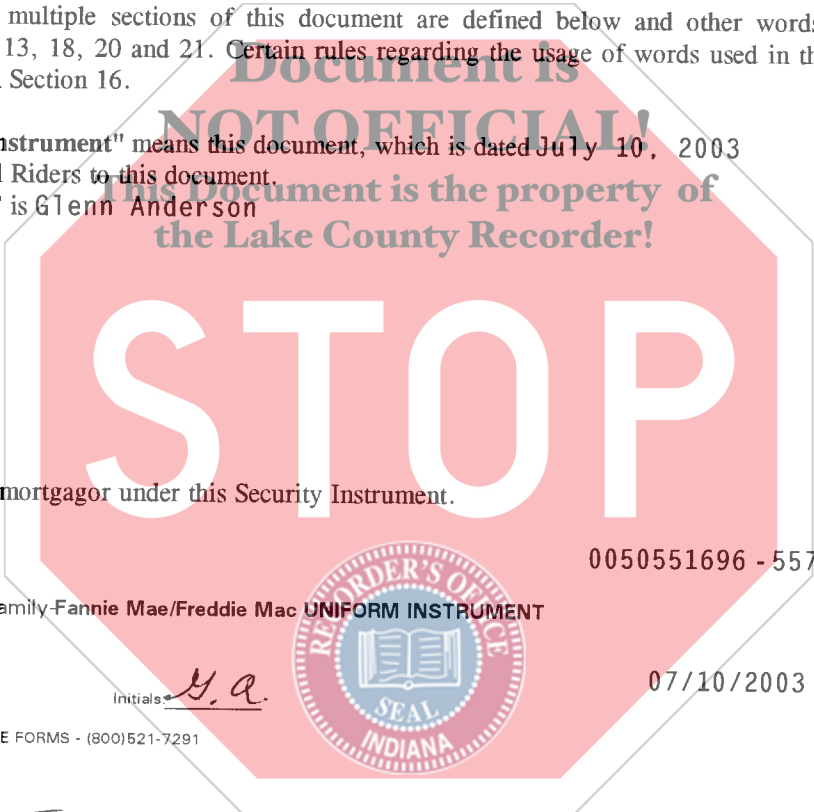 multiple sections of this document are defined below and other words
13, 18, 20 and 21. Certain rules regarding the usage of words used in th
Section 16.
Document is
NOT OFFICIAL!
nstrument" means this document, which is dated July 10, 2003
l Riders to this document.
This Document is the property of
" is Glenn Anderson
the Lake County Recorder!
STOP
mortgagor under this Security Instrument.
0050551696 - 557
amily-Fannie Mae/Freddie Mac UNIFORM INSTRUMENT
RECORDER'S OFFICE
SEAL
INDIANA
Initials: G. A.
07/10/2003
E FORMS - (800)521-7291